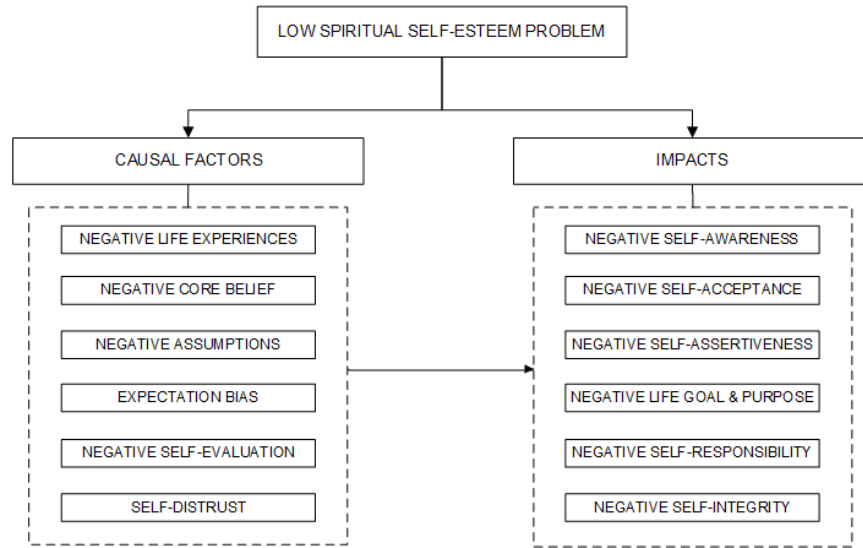 LOW SPIRITUAL SELF-ESTEEM PROBLEM
CAUSAL FACTORS
NEGATIVE LIFE EXPERIENCES
NEGATIVE CORE BELIEF
NEGATIVE ASSUMPTIONS
EXPECTATION BIAS
NEGATIVE SELF-EVALUATION
SELF-DISTRUST
IMPACTS
NEGATIVE SELF-AWARENESS
NEGATIVE SELF-ACCEPTANCE
NEGATIVE SELF-ASSERTIVENESS
NEGATIVE LIFE GOAL & PURPOSE
NEGATIVE SELF-RESPONSIBILITY
NEGATIVE SELF-INTEGRITY